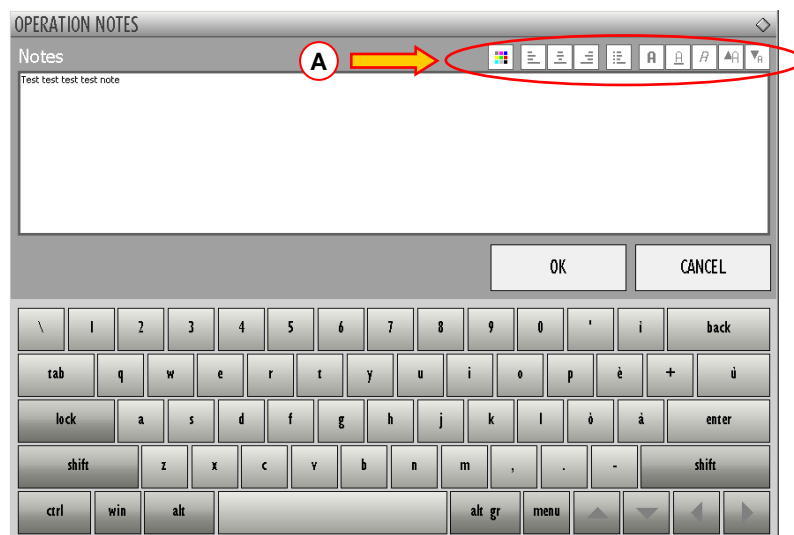 OPERATION NOTES
Notes
A
A A A A A
Test test test test note
OK CANCEL
\ 1 2 3 4 5 6 7 8 9 0 ' ì back
tab q w e r t y u i o p è + ù
lock a s d f g h j k l ò à enter
shift z x c v b n m , . - shift
ctrl win alt alt gr menu